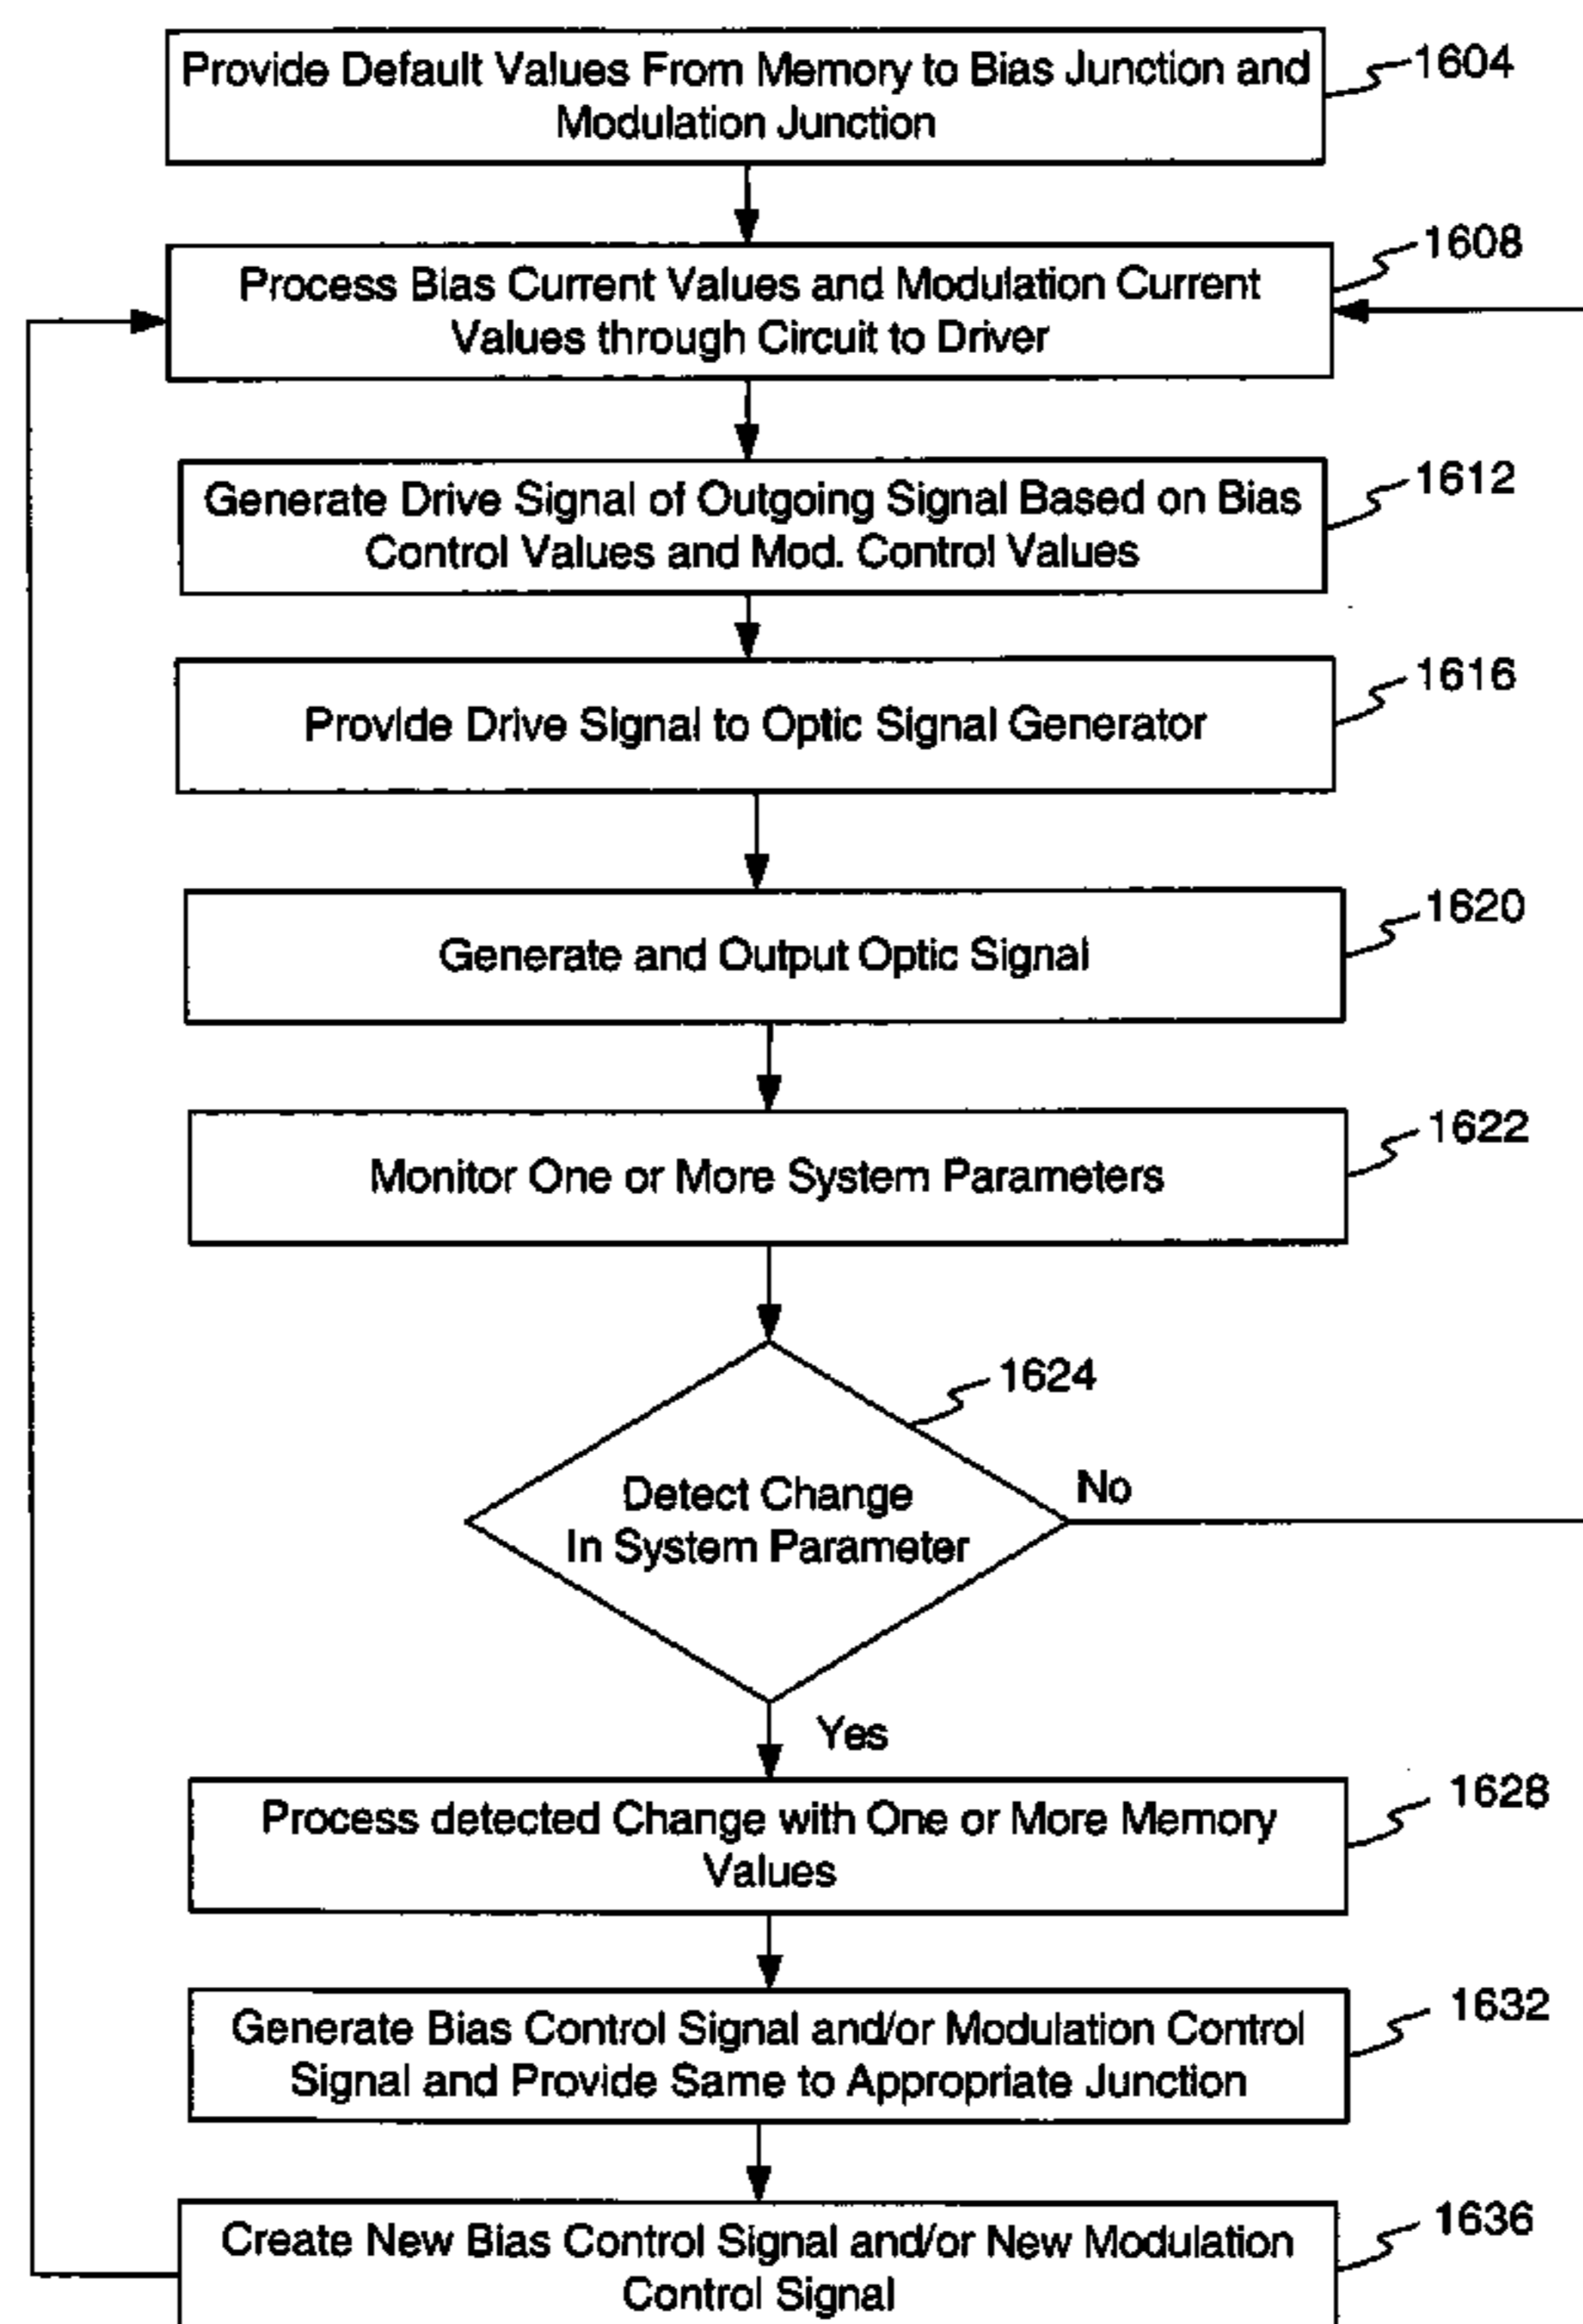 Provide Default Values From Memory to Bias Junction and
Modulation Junction
1604
Process Bias Current Values and Modulation Current
Values through Circuit to Driver
1608
Generate Drive Signal of Outgoing Signal Based on Bias
Control Values and Mod. Control Values
1612
Provide Drive Signal to Optic Signal Generator
1616
Generate and Output Optic Signal
1620
Monitor One or More System Parameters
1622
Detect Change
In System Parameter
1624
No
Yes
Process detected Change with One or More Memory
Values
1628
Generate Bias Control Signal and/or Modulation Control
Signal and Provide Same to Appropriate Junction
1632
Create New Bias Control Signal and/or New Modulation
Control Signal
1636